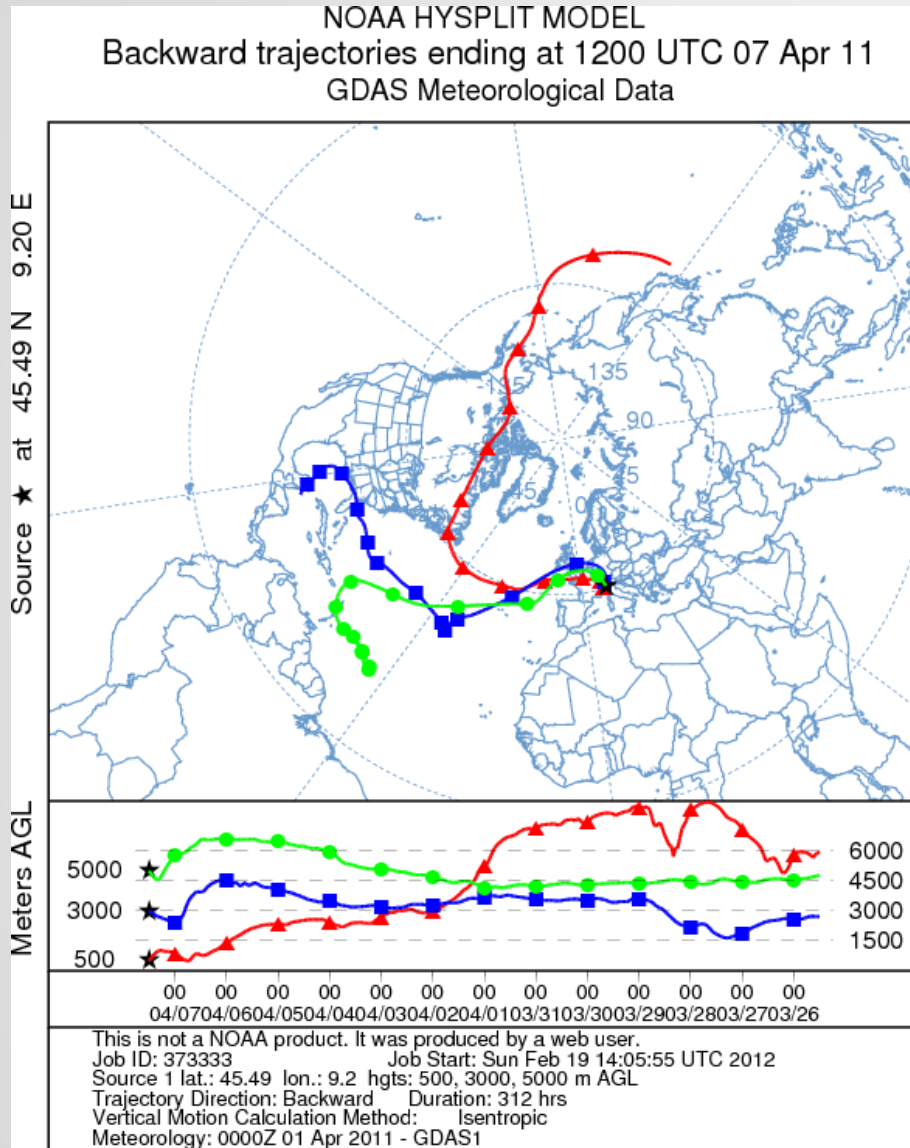 NOAA HYSPLIT MODEL
Backward trajectories ending at 1200 UTC 07 Apr 11
GDAS Meteorological Data
Source ★ at 45.49 N 9.20 E
135
-135
90
45
-45
0
Meters AGL
5000
3000
500
6000
4500
3000
1500
00 00 00 00 00 00 00 00 00 00 00 00 00
04/07 04/06 04/05 04/04 04/03 04/02 04/01 03/31 03/30 03/29 03/28 03/27 03/26
This is not a NOAA product. It was produced by a web user.
Job ID: 373333 Job Start: Sun Feb 19 14:05:55 UTC 2012
Source 1 lat.: 45.49 lon.: 9.2 hgts: 500, 3000, 5000 m AGL
Trajectory Direction: Backward Duration: 312 hrs
Vertical Motion Calculation Method: Isentropic
Meteorology: 0000Z 01 Apr 2011 - GDAS1